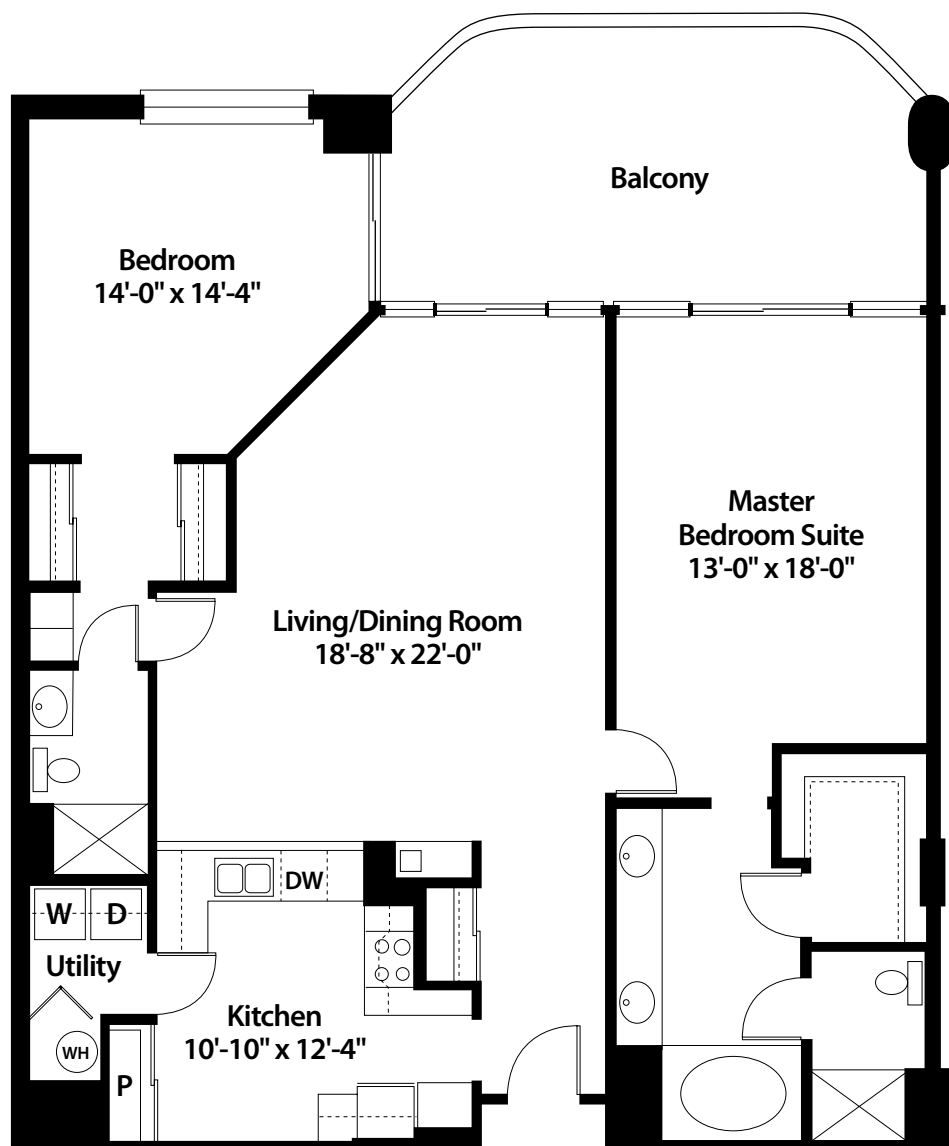 Balcony
Bedroom
14'-0" x 14'-4"
Master
Bedroom Suite
13'-0" x 18'-0"
Living/Dining Room
18'-8" x 22'-0"
DW
W
D
Utility
Kitchen
10'-10" x 12'-4"
WH
P